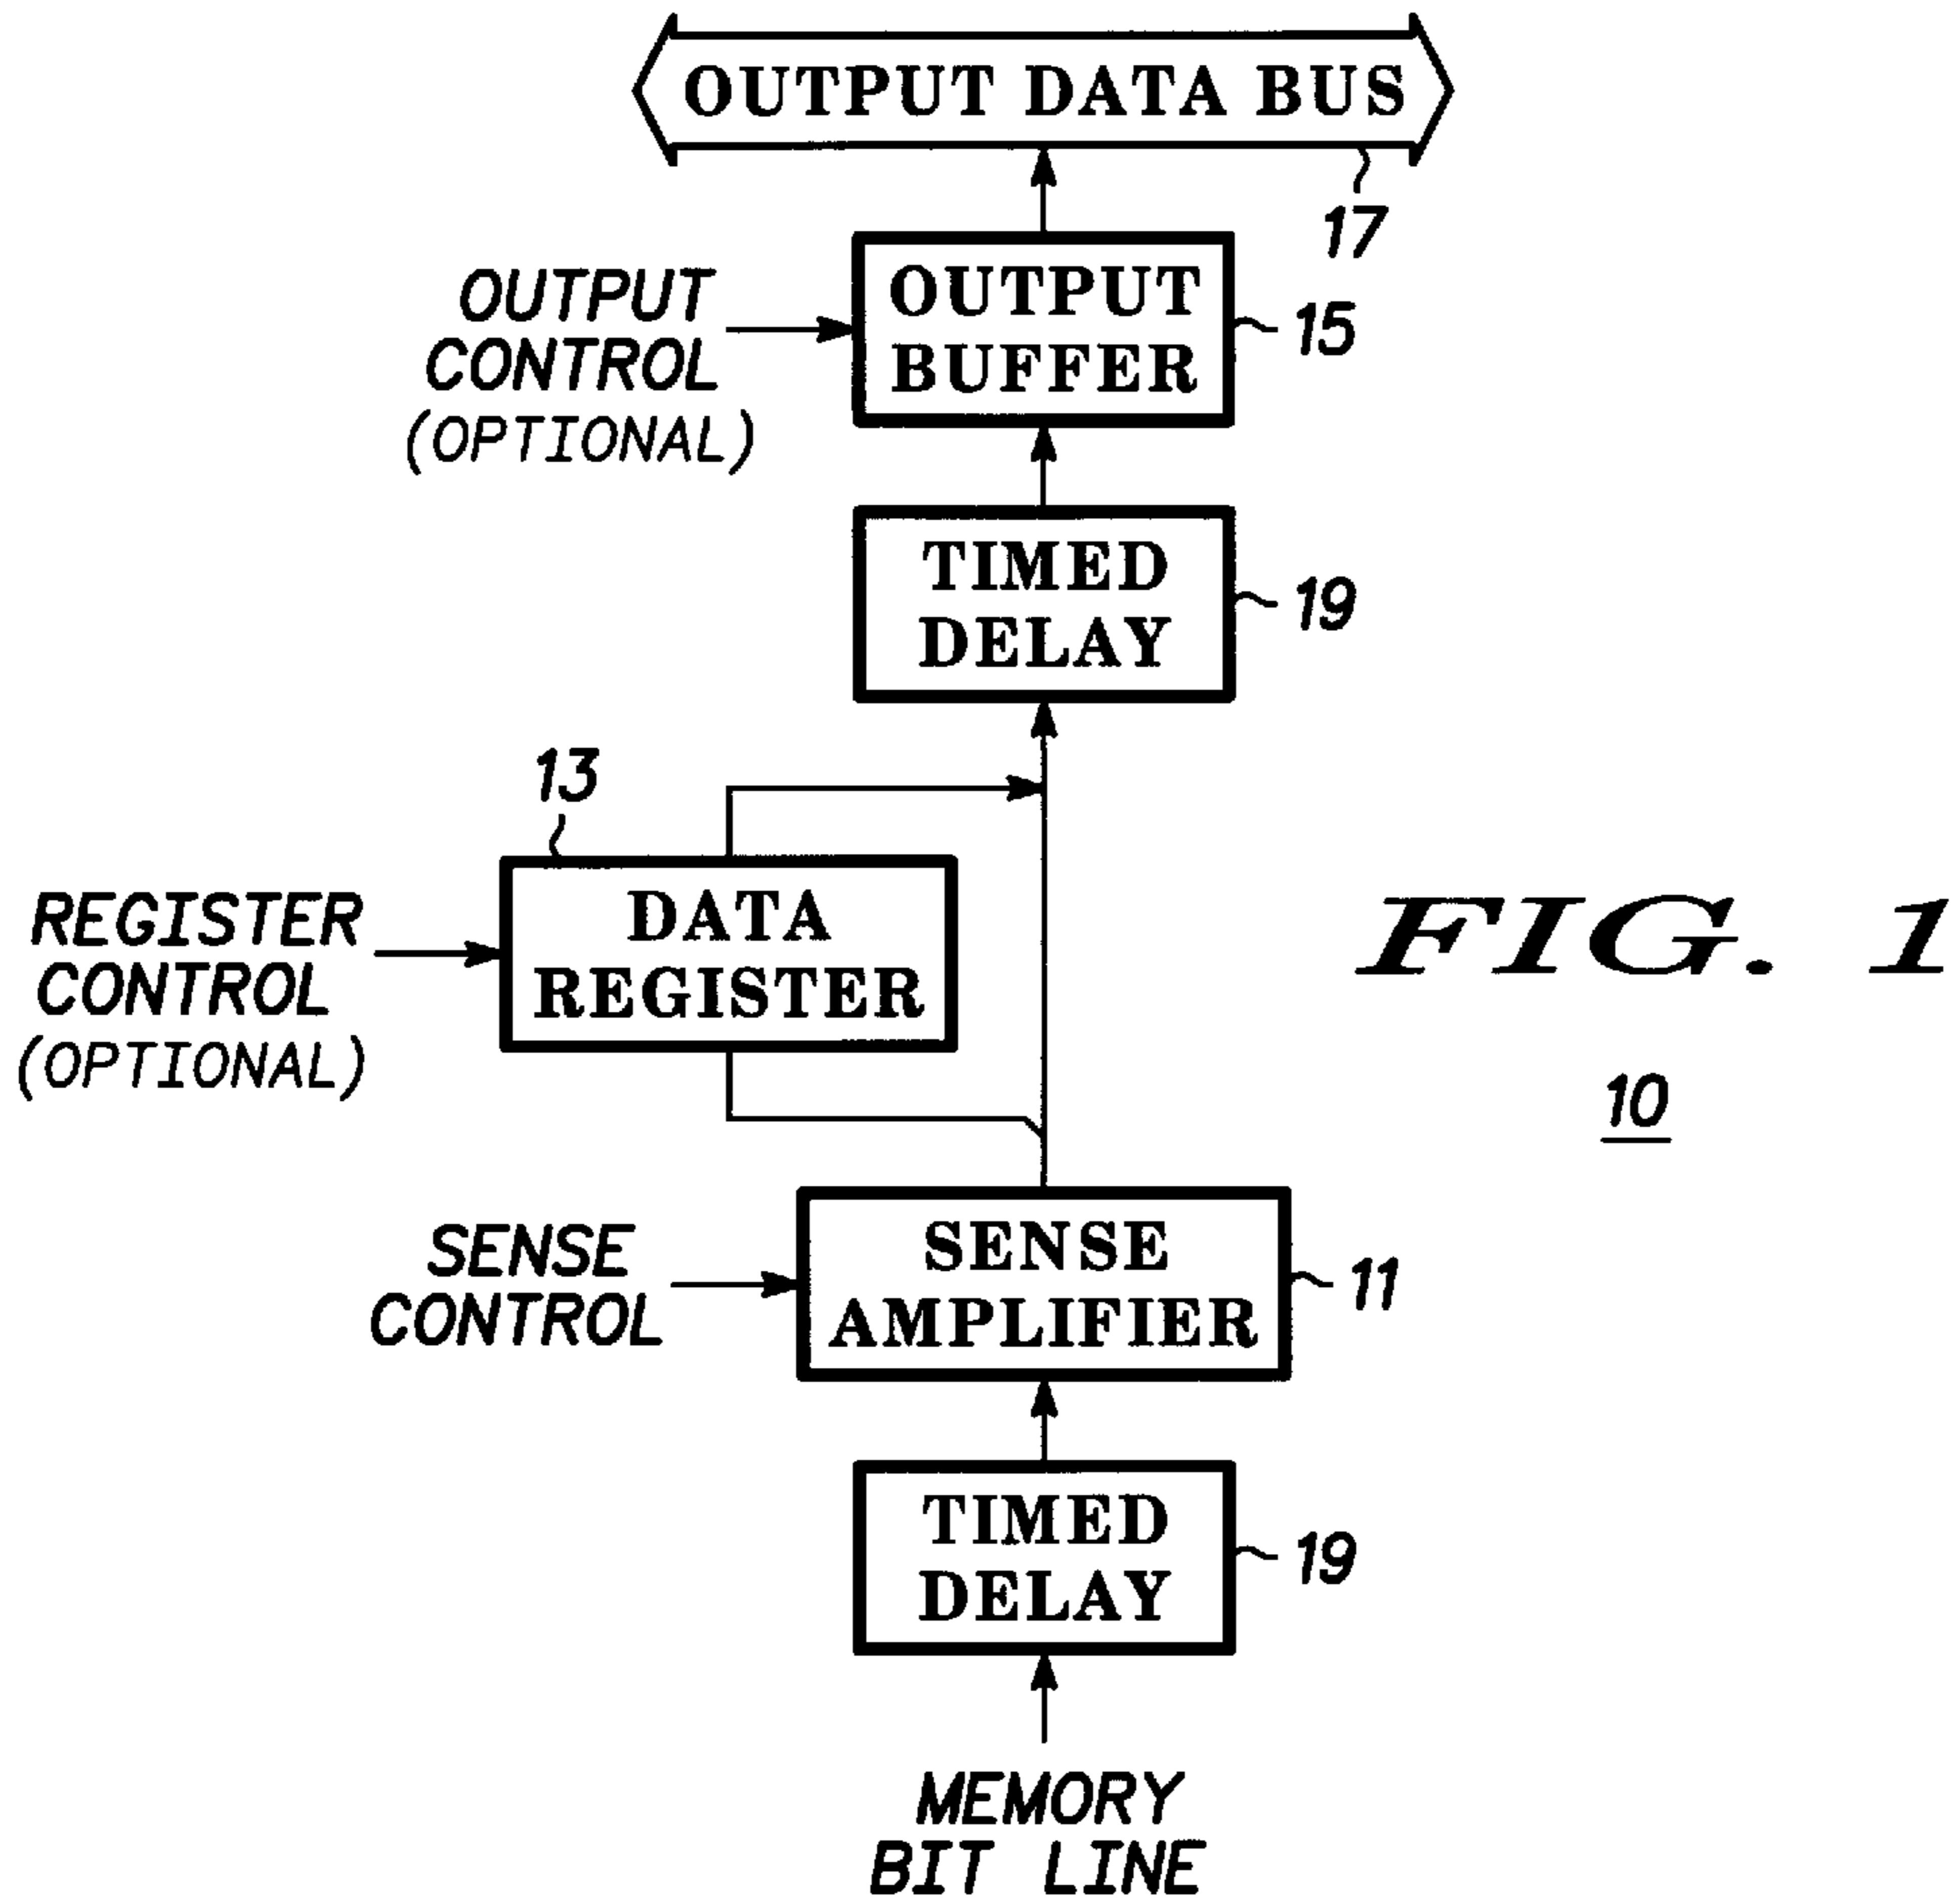 OUTPUT DATA BUS
17
OUTPUT
CONTROL
(OPTIONAL)
OUTPUT
BUFFER
15
TIMED
DELAY
19
13
REGISTER
CONTROL
(OPTIONAL)
DATA
REGISTER
FIG. 1
10
SENSE
CONTROL
SENSE
AMPLIFIER
11
TIMED
DELAY
19
MEMORY
BIT LINE